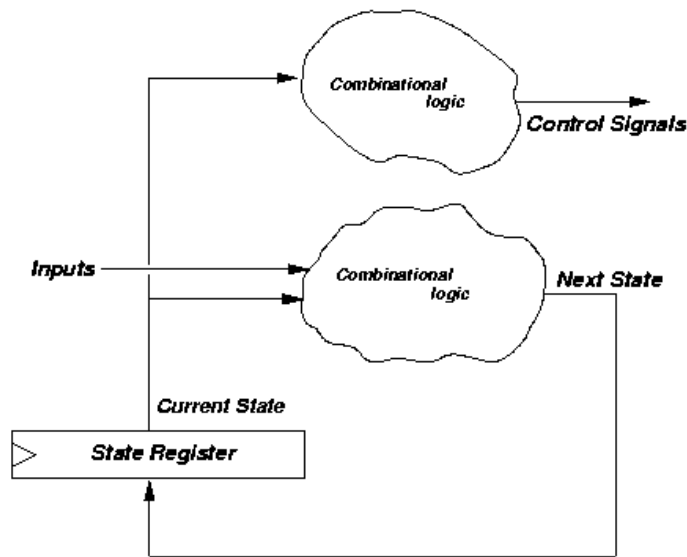 Combinational
logic
Control Signals
Inputs
Combinational
logic
Next State
Current State
State Register